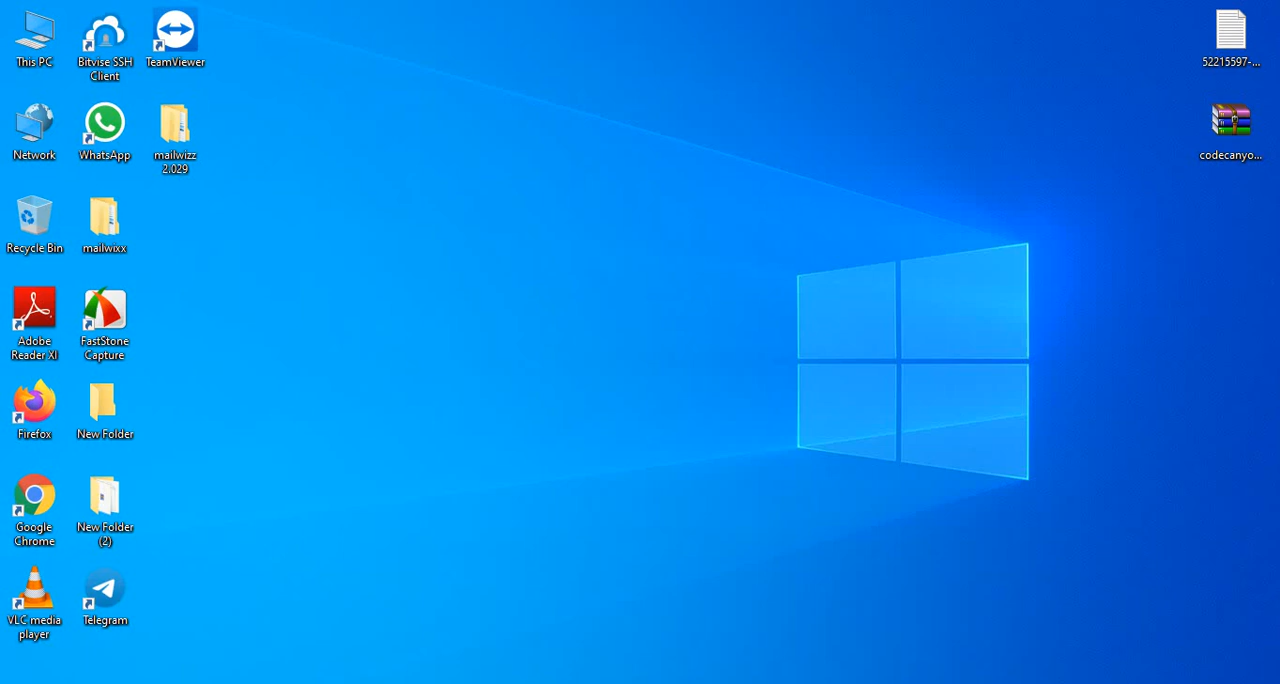 This PC
Bitvise SSH
Client
TeamViewer
52215597-...
Network
WhatsApp
mailwizz
2.029
codecanyo...
Recycle Bin
mailwixx
Adobe
Reader XI
FastStone
Capture
Firefox
New Folder
Google
Chrome
New Folder
(2)
VLC media
player
Telegram